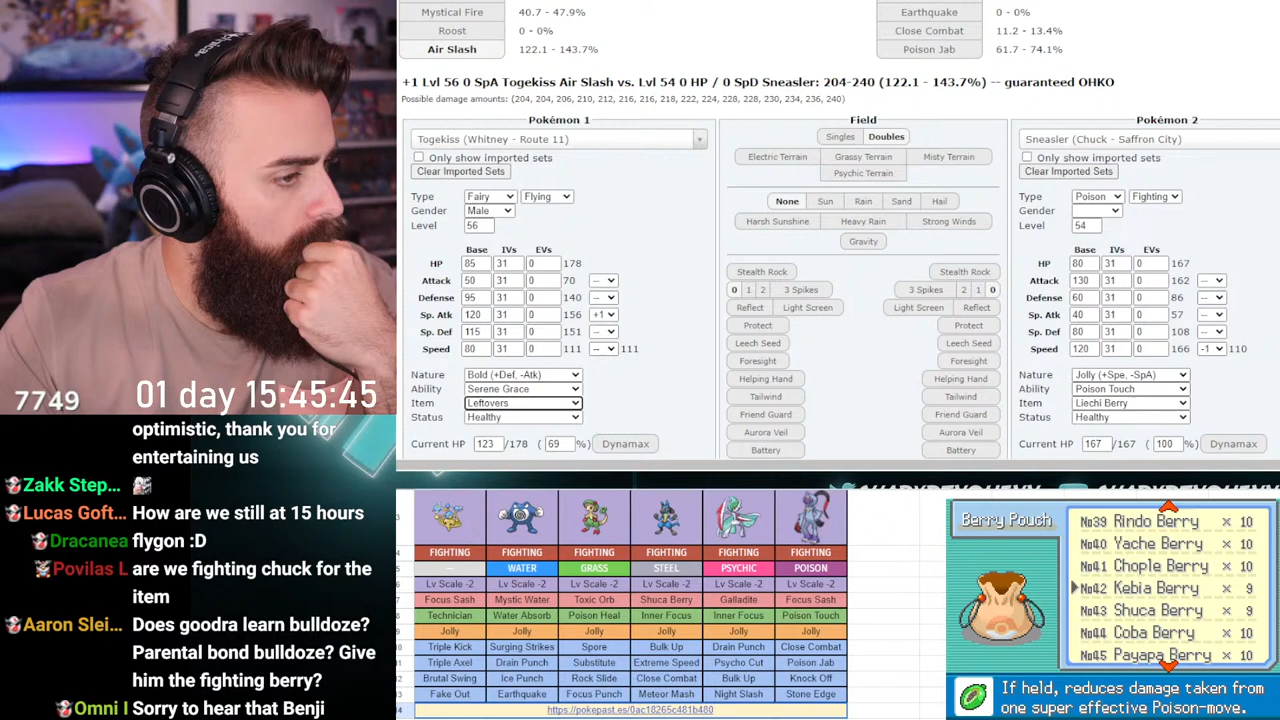 Mystical Fire 40.7 - 47.9%
Roost 0 - 0%
Air Slash 122.1 - 143.7%
Earthquake 0 - 0%
Close Combat 11.2 - 13.4%
Poison Jab 61.7 - 74.1%
+1 Lvl 56 0 SpA Togekiss Air Slash vs. Lvl 54 0 HP / 0 SpD Sneasler: 204-240 (122.1 - 143.7%) -- guaranteed OHKO
Possible damage amounts: (204, 204, 206, 210, 212, 216, 216, 218, 222, 224, 228, 228, 230, 234, 236, 240)
Pokémon 1
Togekiss (Whitney - Route 11)
Only show imported sets
Clear Imported Sets
Type Fairy Flying
Gender Male
Level 56
Base IVs EVs
HP 85 31 0 178
Attack 50 31 0 70 --
Defense 95 31 0 140 --
Sp. Atk 120 31 0 156 +1
Sp. Def 115 31 0 151 --
Speed 80 31 0 111 -- 111
Nature Bold (+Def, -Atk)
Ability Serene Grace
Item Leftovers
Status Healthy
Current HP 123 /178 ( 69 %) Dynamax
Field
Singles Doubles
Electric Terrain Grassy Terrain Misty Terrain
Psychic Terrain
None Sun Rain Sand Hail
Harsh Sunshine Heavy Rain Strong Winds
Gravity
Stealth Rock Stealth Rock
0 1 2 3 Spikes 3 Spikes 2 1 0
Reflect Light Screen Light Screen Reflect
Protect Protect
Leech Seed Leech Seed
Foresight Foresight
Helping Hand Helping Hand
Tailwind Tailwind
Friend Guard Friend Guard
Aurora Veil Aurora Veil
Battery Battery
Pokémon 2
Sneasler (Chuck - Saffron City)
Only show imported sets
Clear Imported Sets
Type Poison Fighting
Gender
Level 54
Base IVs EVs
HP 80 31 0 167
Attack 130 31 0 162 --
Defense 60 31 0 86 --
Sp. Atk 40 31 0 57 --
Sp. Def 80 31 0 108 --
Speed 120 31 0 166 -1 110
Nature Jolly (+Spe, -SpA)
Ability Poison Touch
Item Liechi Berry
Status Healthy
Current HP 167 /167 ( 100 %) Dynamax
7749 01 day 15:45:45
optimistic, thank you for
entertaining us
Zakk Step...
Lucas Goft... How are we still at 15 hours
Dracanea flygon :D
Povilas L are we fighting chuck for the
item
Aaron Slei... Does goodra learn bulldoze?
Parental bond bulldoze? Give
him the fighting berry?
Omni I Sorry to hear that Benji
FIGHTING FIGHTING FIGHTING FIGHTING FIGHTING FIGHTING
— WATER GRASS STEEL PSYCHIC POISON
Lv Scale -2 Lv Scale -2 Lv Scale -2 Lv Scale -2 Lv Scale -2 Lv Scale -2
Focus Sash Mystic Water Toxic Orb Shuca Berry Focus Sash Focus Sash
Technician Water Absorb Poison Heal Inner Focus Inner Focus Poison Touch
Jolly Jolly Jolly Jolly Jolly Jolly
Triple Kick Surging Strikes Spore Bulk Up Drain Punch Close Combat
Triple Axel Drain Punch Substitute Extreme Speed Psycho Cut Poison Jab
Brutal Swing Ice Punch Rock Slide Close Combat Bulk Up Knock Off
Fake Out Earthquake Focus Punch Meteor Mash Night Slash Stone Edge
https://pokepast.es/0ac18265c481b480
Berry Pouch
No39 Rindo Berry × 10
No40 Yache Berry × 10
No41 Chople Berry × 10
No42 Kebia Berry × 9
No43 Shuca Berry × 9
No44 Coba Berry × 10
No45 Payapa Berry × 10
If held, reduces damage taken from
one super effective Poison-move.